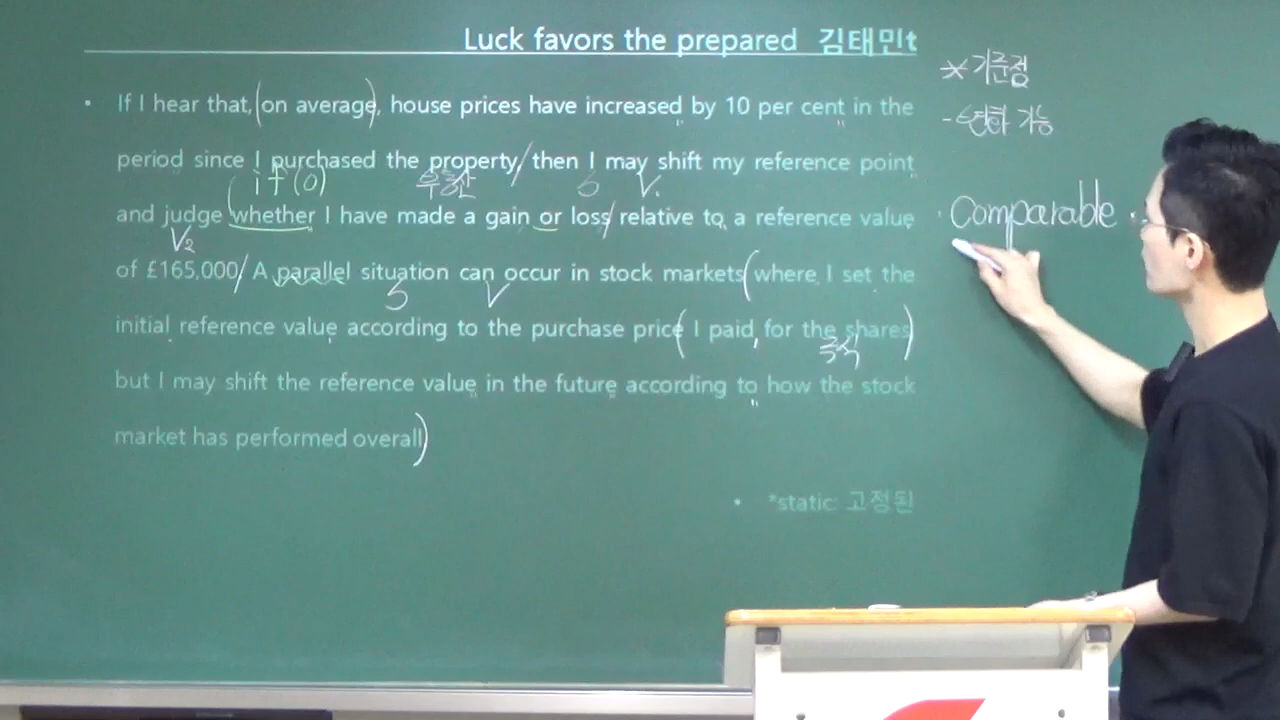 Luck favors the prepared 김태민t
* 기준점
• If I hear that, (on average), house prices have increased by 10 per cent in the
- 변화 가능
period since I purchased the property, / then I may shift my reference point
if (O)
부동산
S
V.
and judge (whether I have made a gain or loss / relative to a reference value
· comparable ·
V₂
of £165,000, / A parallel situation can occur in stock markets (where I set the
S
V
initial reference value according to the purchase price ( I paid, for the shares)
주식
but I may shift the reference value in the future according to how the stock
market has performed overall)
• *static: 고정된